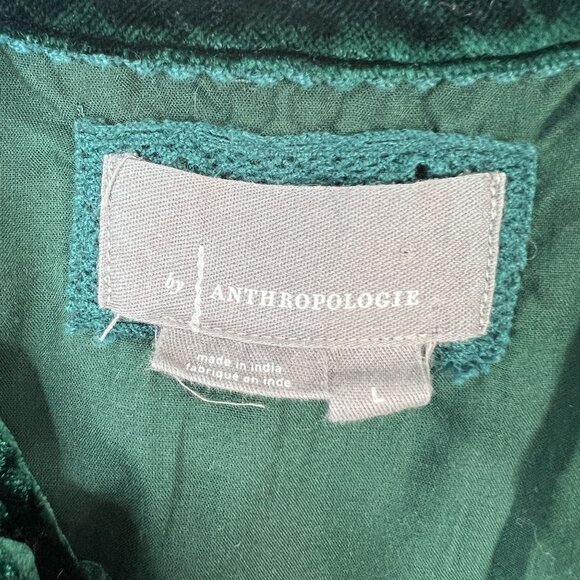 by ANTHROPOLOGIE
made in india
fabriqué en inde
L